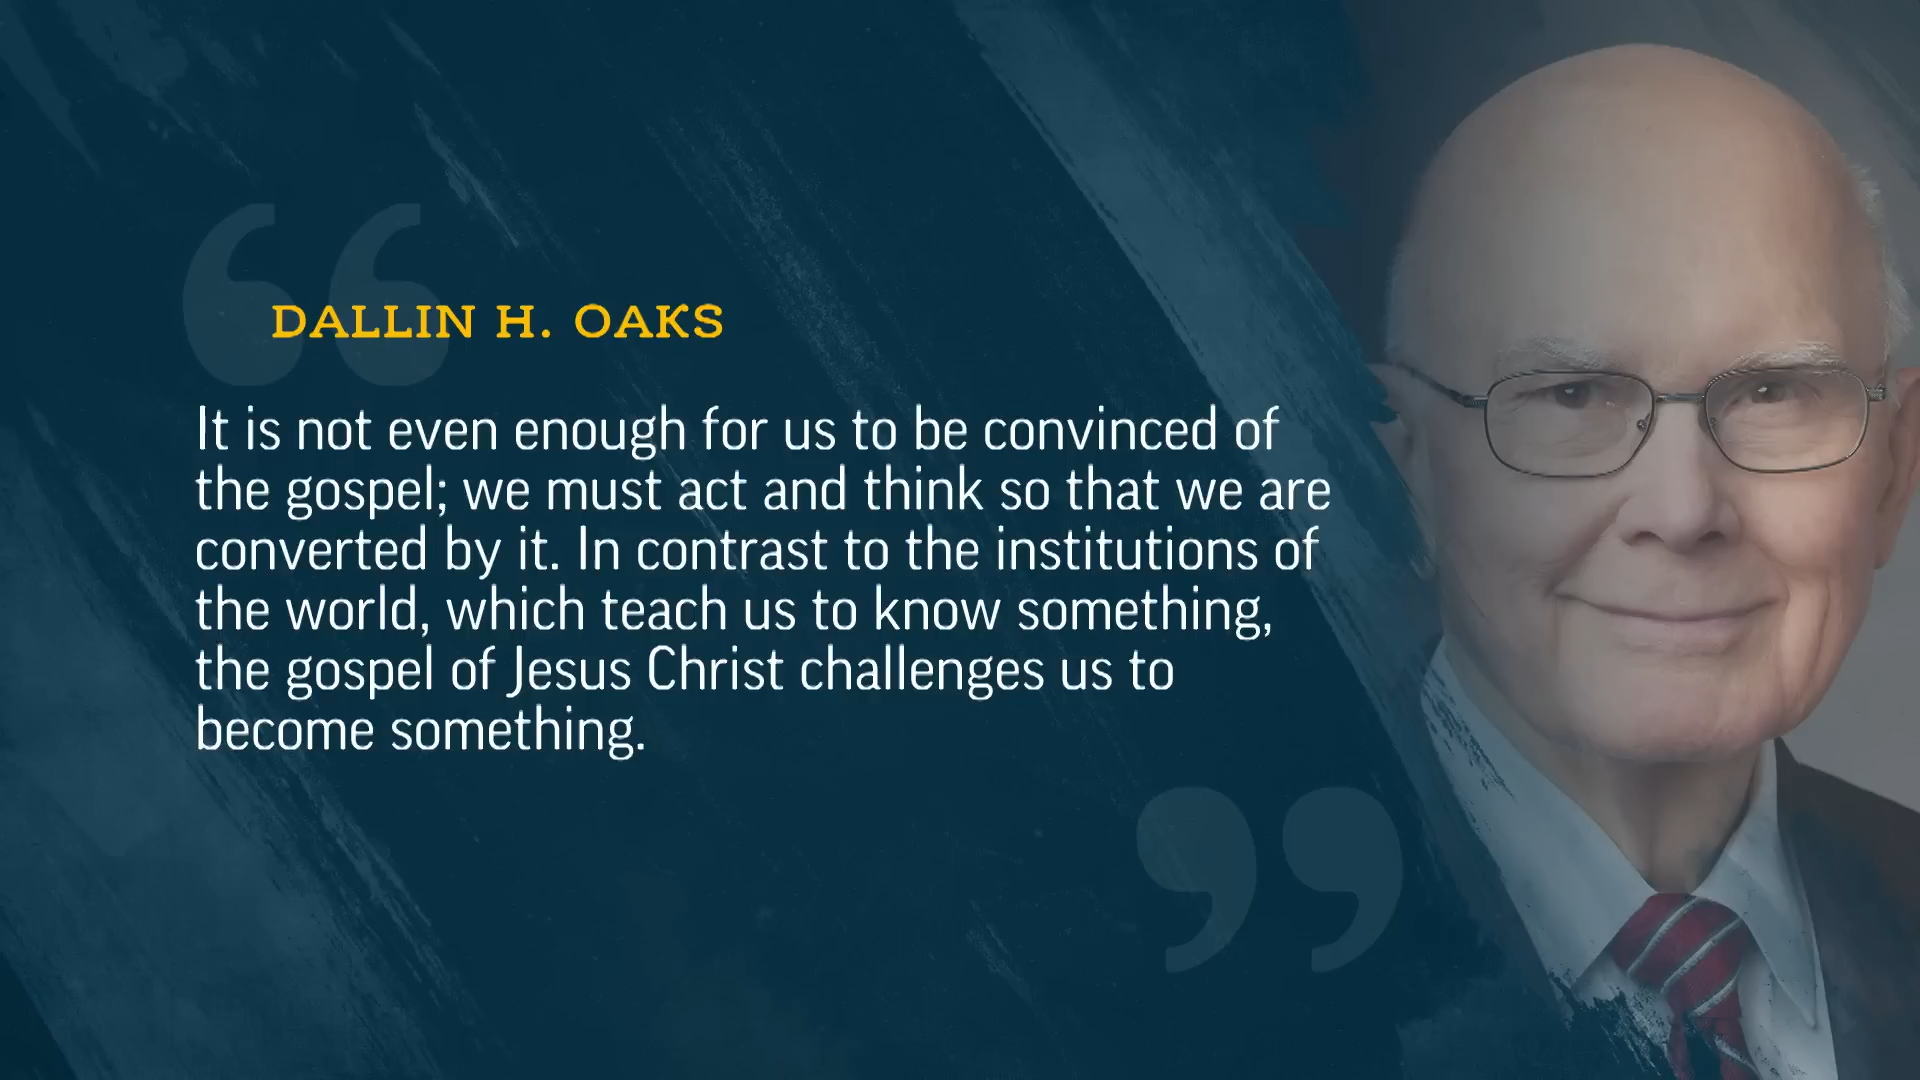 DALLIN H. OAKS
It is not even enough for us to be convinced of
the gospel; we must act and think so that we are
converted by it. In contrast to the institutions of
the world, which teach us to know something,
the gospel of Jesus Christ challenges us to
become something.